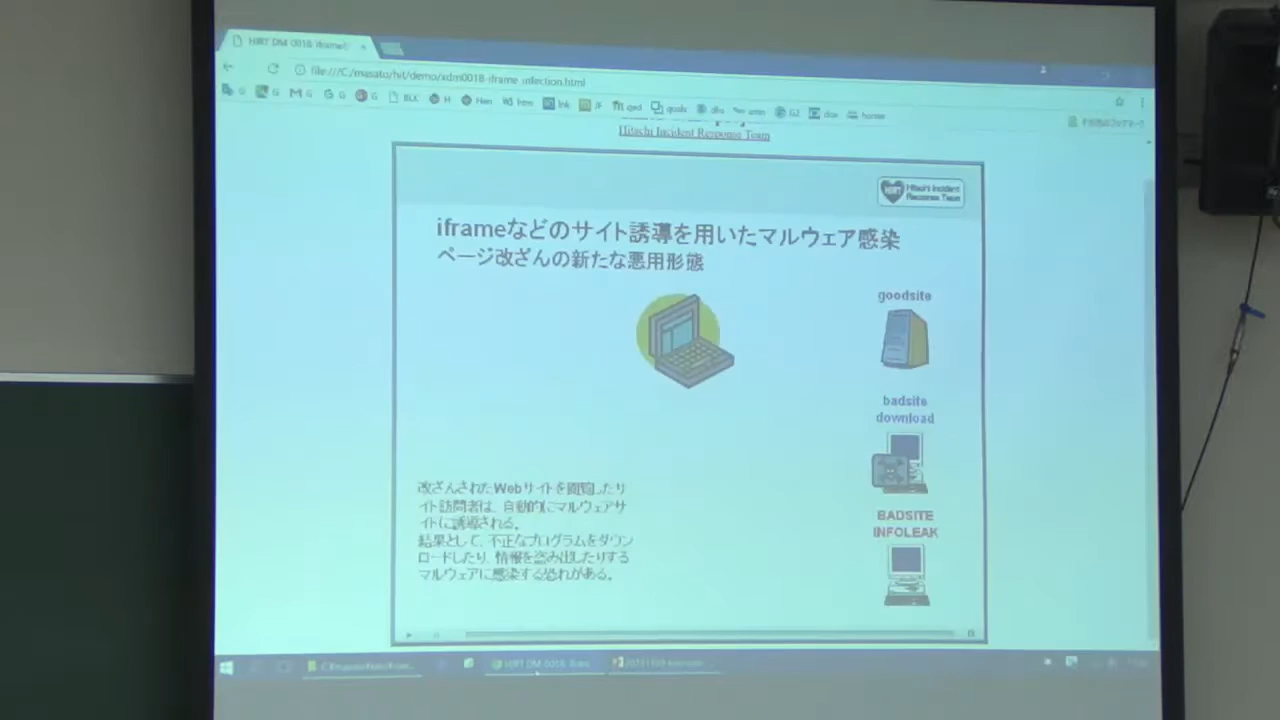 HIRT DM-0018 iframe
file:///C:/masato/hxt/demo/xdm0018-iframe-infection.html
Hitachi Incident Response Team
HIRT Hitachi Incident
Response Team
iframeなどのサイト誘導を用いたマルウェア感染
ページ改ざんの新たな悪用形態
goodsite
badsite
download
改ざんされたWebサイトを閲覧したサ
イト訪問者は、自動的にマルウェアサ
イトに誘導される。
結果として、不正なプログラムをダウン
ロードしたり、情報を盗み出したりする
マルウェアに感染する恐れがある。
BADSITE
INFOLEAK